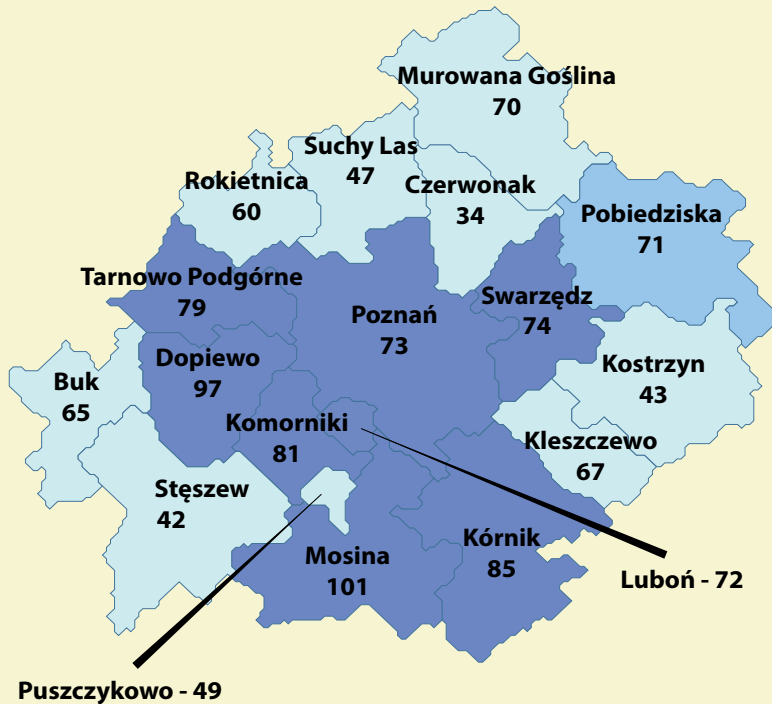 Murowana Goślina
70
Suchy Las
47
Rokietnica
60
Czerwonak
34
Pobiedziska
71
Tarnowo Podgórne
79
Poznań
73
Swarzędz
74
Buk
65
Dopiewo
97
Kostrzyn
43
Komorniki
81
Kleszczewo
67
Stęszew
42
Mosina
101
Kórnik
85
Luboń - 72
Puszczykowo - 49